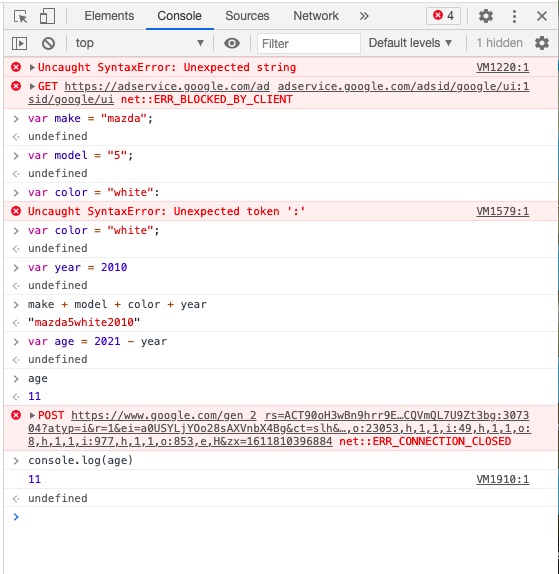 Elements Console Sources Network » 4
top Filter Default levels 1 hidden
Uncaught SyntaxError: Unexpected string VM1220:1
GET https://adservice.google.com/ad adservice.google.com/adsid/google/ui:1
sid/google/ui net::ERR_BLOCKED_BY_CLIENT
var make = "mazda";
undefined
var model = "5";
undefined
var color = "white":
Uncaught SyntaxError: Unexpected token ':' VM1579:1
var color = "white";
undefined
var year = 2010
undefined
make + model + color + year
"mazda5white2010"
var age = 2021 - year
undefined
age
11
POST https://www.google.com/gen_2 rs=ACT90oH3wBn9hrr9E…CQVmQL7U9Zt3bg:3073
04?atyp=i&r=1&ei=a0USYLjYOo28sAXVnbX4Bg&ct=slh&…,o:23053,h,1,1,i:49,h,1,1,o:
8,h,1,1,i:977,h,1,1,o:853,e,H&zx=1611810396884 net::ERR_CONNECTION_CLOSED
console.log(age)
11 VM1910:1
undefined